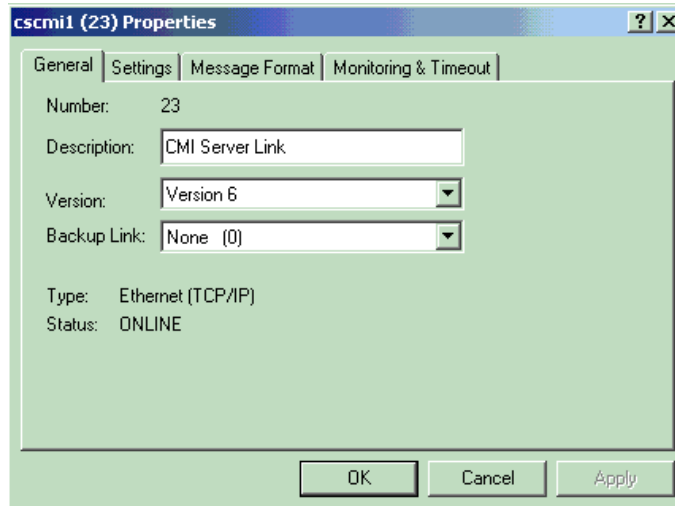 cscmi1 (23) Properties
General Settings Message Format Monitoring & Timeout
Number: 23
Description: CMI Server Link
Version: Version 6
Backup Link: None (0)
Type: Ethernet (TCP/IP)
Status: ONLINE
OK Cancel Apply